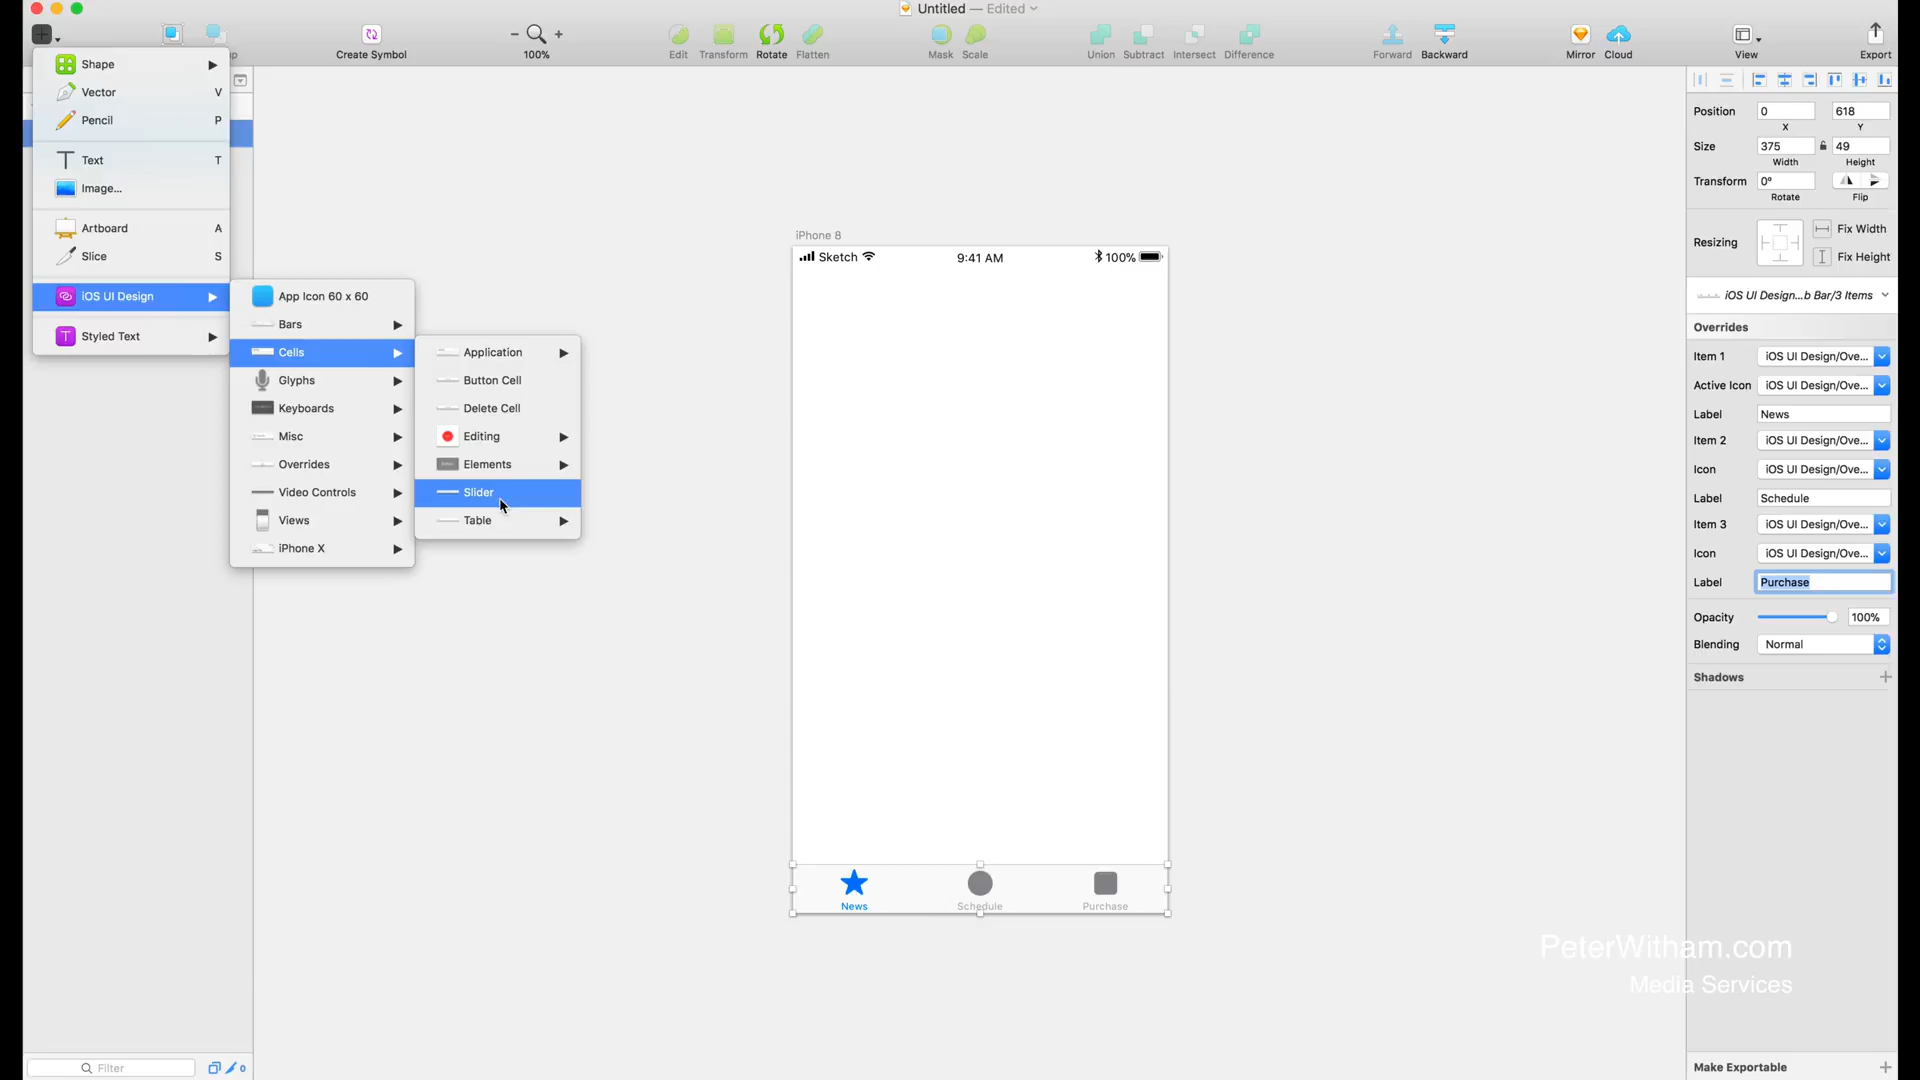 Untitled — Edited
Create Symbol
100%
Edit
Transform
Rotate
Flatten
Mask
Scale
Union
Subtract
Intersect
Difference
Forward
Backward
Mirror
Cloud
View
Export
Shape
Vector V
Pencil P
Text T
Image...
Artboard A
Slice S
iOS UI Design
Styled Text
App Icon 60 x 60
Bars
Cells
Glyphs
Keyboards
Misc
Overrides
Video Controls
Views
iPhone X
Application
Button Cell
Delete Cell
Editing
Elements
Slider
Table
iPhone 8
Sketch
9:41 AM
100%
News
Schedule
Purchase
Position 0 618
X Y
Size 375 49
Width Height
Transform 0°
Rotate Flip
Resizing
Fix Width
Fix Height
iOS UI Design...b Bar/3 Items
Overrides
Item 1 iOS UI Design/Ove...
Active Icon iOS UI Design/Ove...
Label News
Item 2 iOS UI Design/Ove...
Icon iOS UI Design/Ove...
Label Schedule
Item 3 iOS UI Design/Ove...
Icon iOS UI Design/Ove...
Label Purchase
Opacity 100%
Blending Normal
Shadows
PeterWitham.com
Media Services
Filter
0
Make Exportable